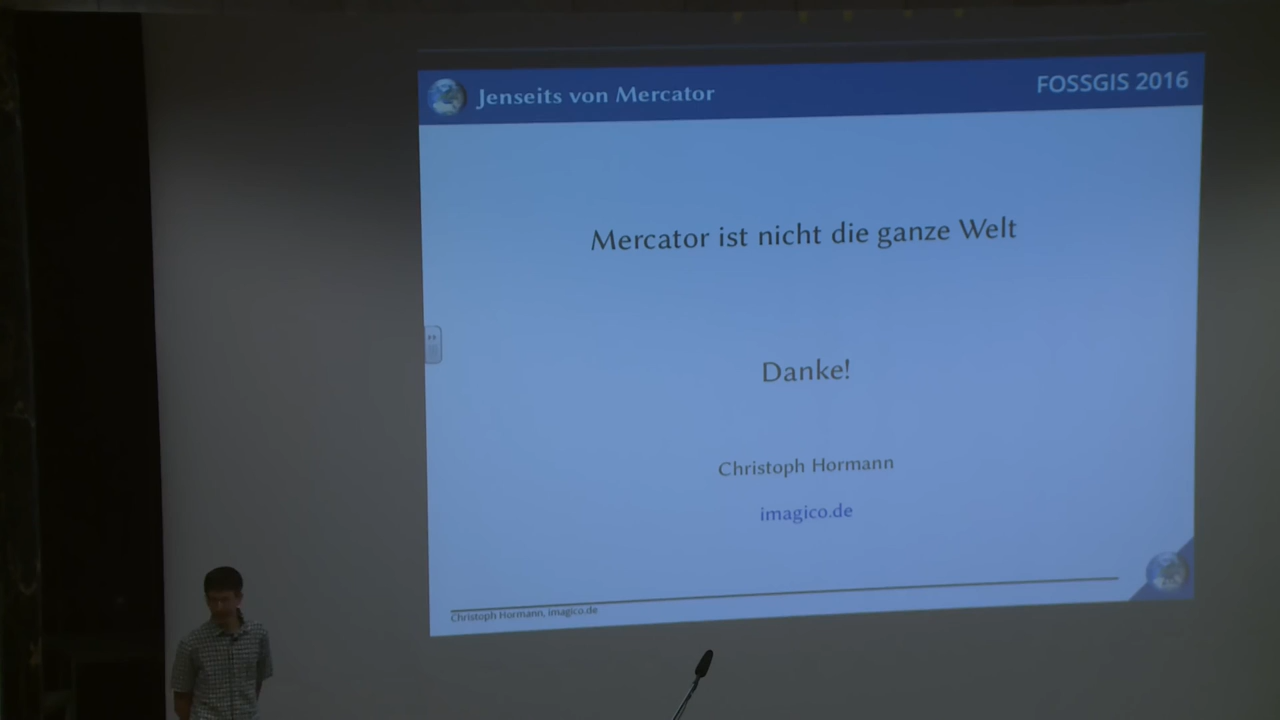 Jenseits von Mercator
FOSSGIS 2016
Mercator ist nicht die ganze Welt
Danke!
Christoph Hormann
imagico.de
Christoph Hormann, imagico.de